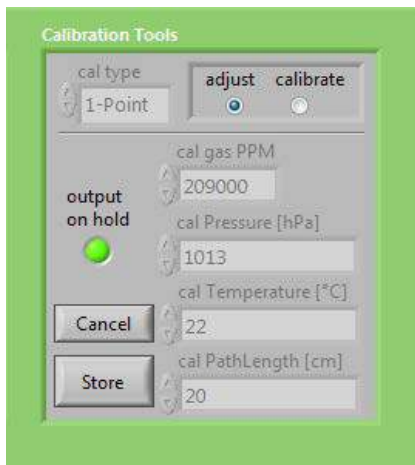 Calibration Tools
cal type
adjust calibrate
1-Point
cal gas PPM
209000
output
on hold
cal Pressure [hPa]
1013
cal Temperature [°C]
Cancel
22
cal PathLength [cm]
Store
20